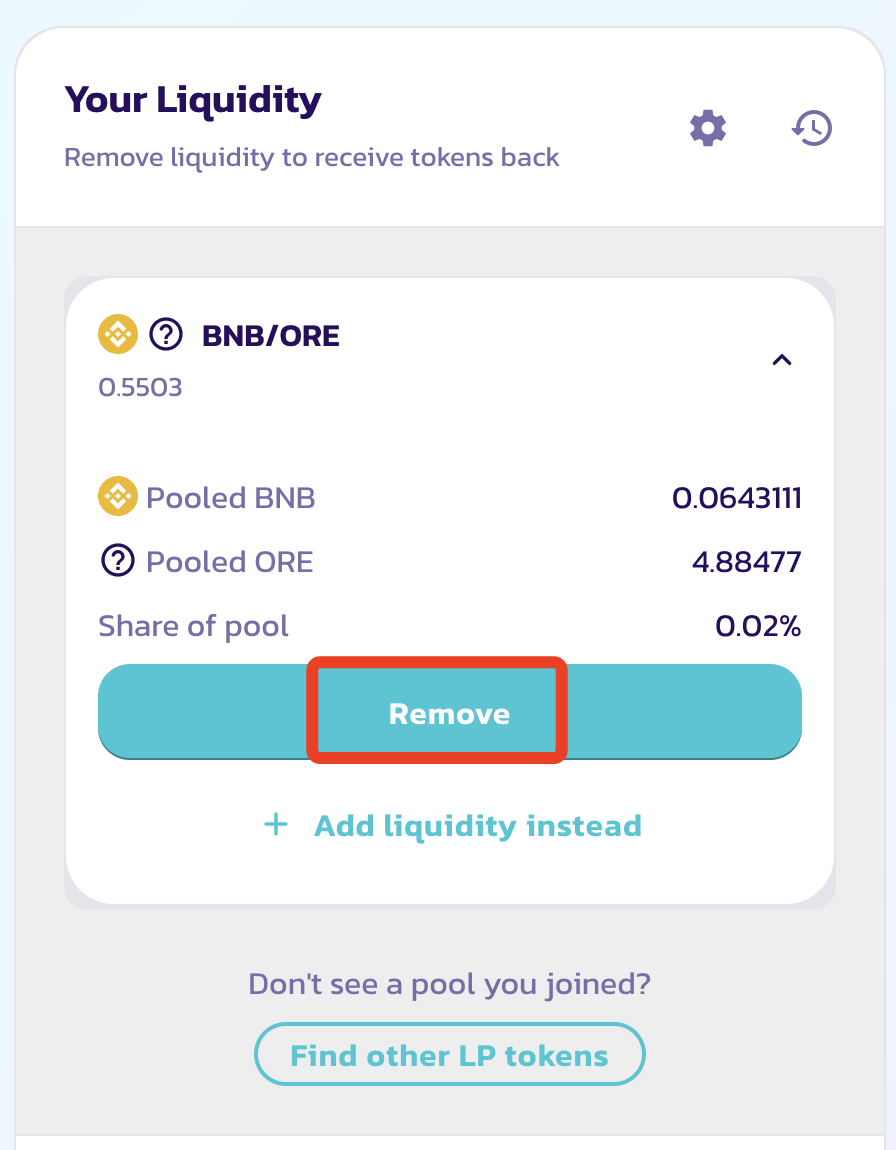 Your Liquidity
Remove liquidity to receive tokens back
BNB/ORE
0.5503
Pooled BNB 0.0643111
Pooled ORE 4.88477
Share of pool 0.02%
Remove
+ Add liquidity instead
Don't see a pool you joined?
Find other LP tokens